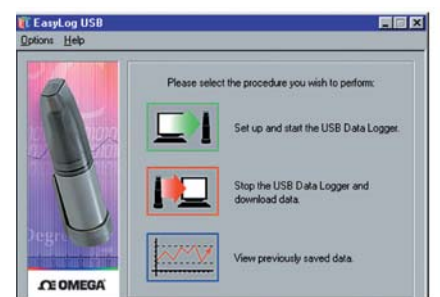 EasyLog USB
Options Help
Please select the procedure you wish to perform:
Set up and start the USB Data Logger.
Stop the USB Data Logger and
download data.
View previously saved data.
Degre
OMEGA